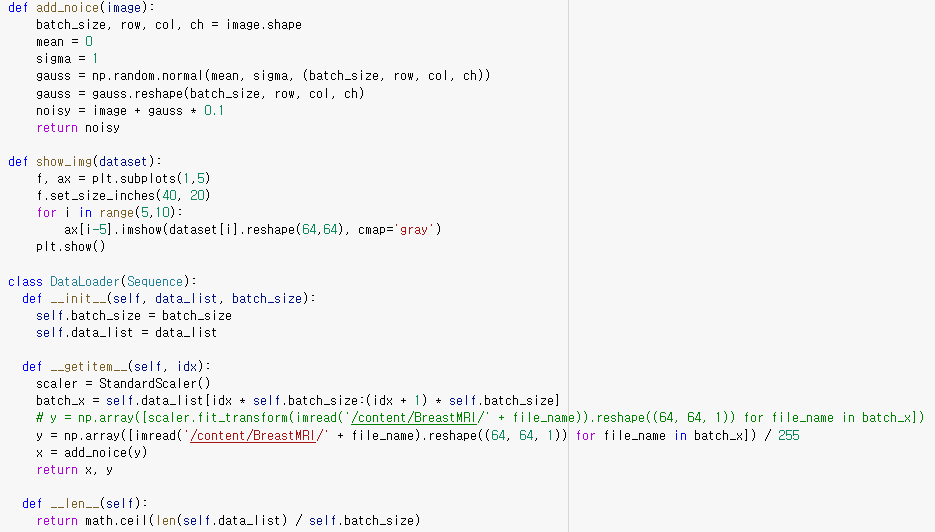 def add_noice(image):
    batch_size, row, col, ch = image.shape
    mean = 0
    sigma = 1
    gauss = np.random.normal(mean, sigma, (batch_size, row, col, ch))
    gauss = gauss.reshape(batch_size, row, col, ch)
    noisy = image + gauss * 0.1
    return noisy

def show_img(dataset):
    f, ax = plt.subplots(1,5)
    f.set_size_inches(40, 20)
    for i in range(5,10):
        ax[i-5].imshow(dataset[i].reshape(64,64), cmap='gray')
    plt.show()

class DataLoader(Sequence):
  def __init__(self, data_list, batch_size):
    self.batch_size = batch_size
    self.data_list = data_list

  def __getitem__(self, idx):
    scaler = StandardScaler()
    batch_x = self.data_list[idx * self.batch_size:(idx + 1) * self.batch_size]
    # y = np.array([scaler.fit_transform(imread('/content/BreastMRI/' + file_name)).reshape((64, 64, 1)) for file_name in batch_x])
    y = np.array([imread('/content/BreastMRI/' + file_name).reshape((64, 64, 1)) for file_name in batch_x]) / 255
    x = add_noice(y)
    return x, y

  def __len__(self):
    return math.ceil(len(self.data_list) / self.batch_size)